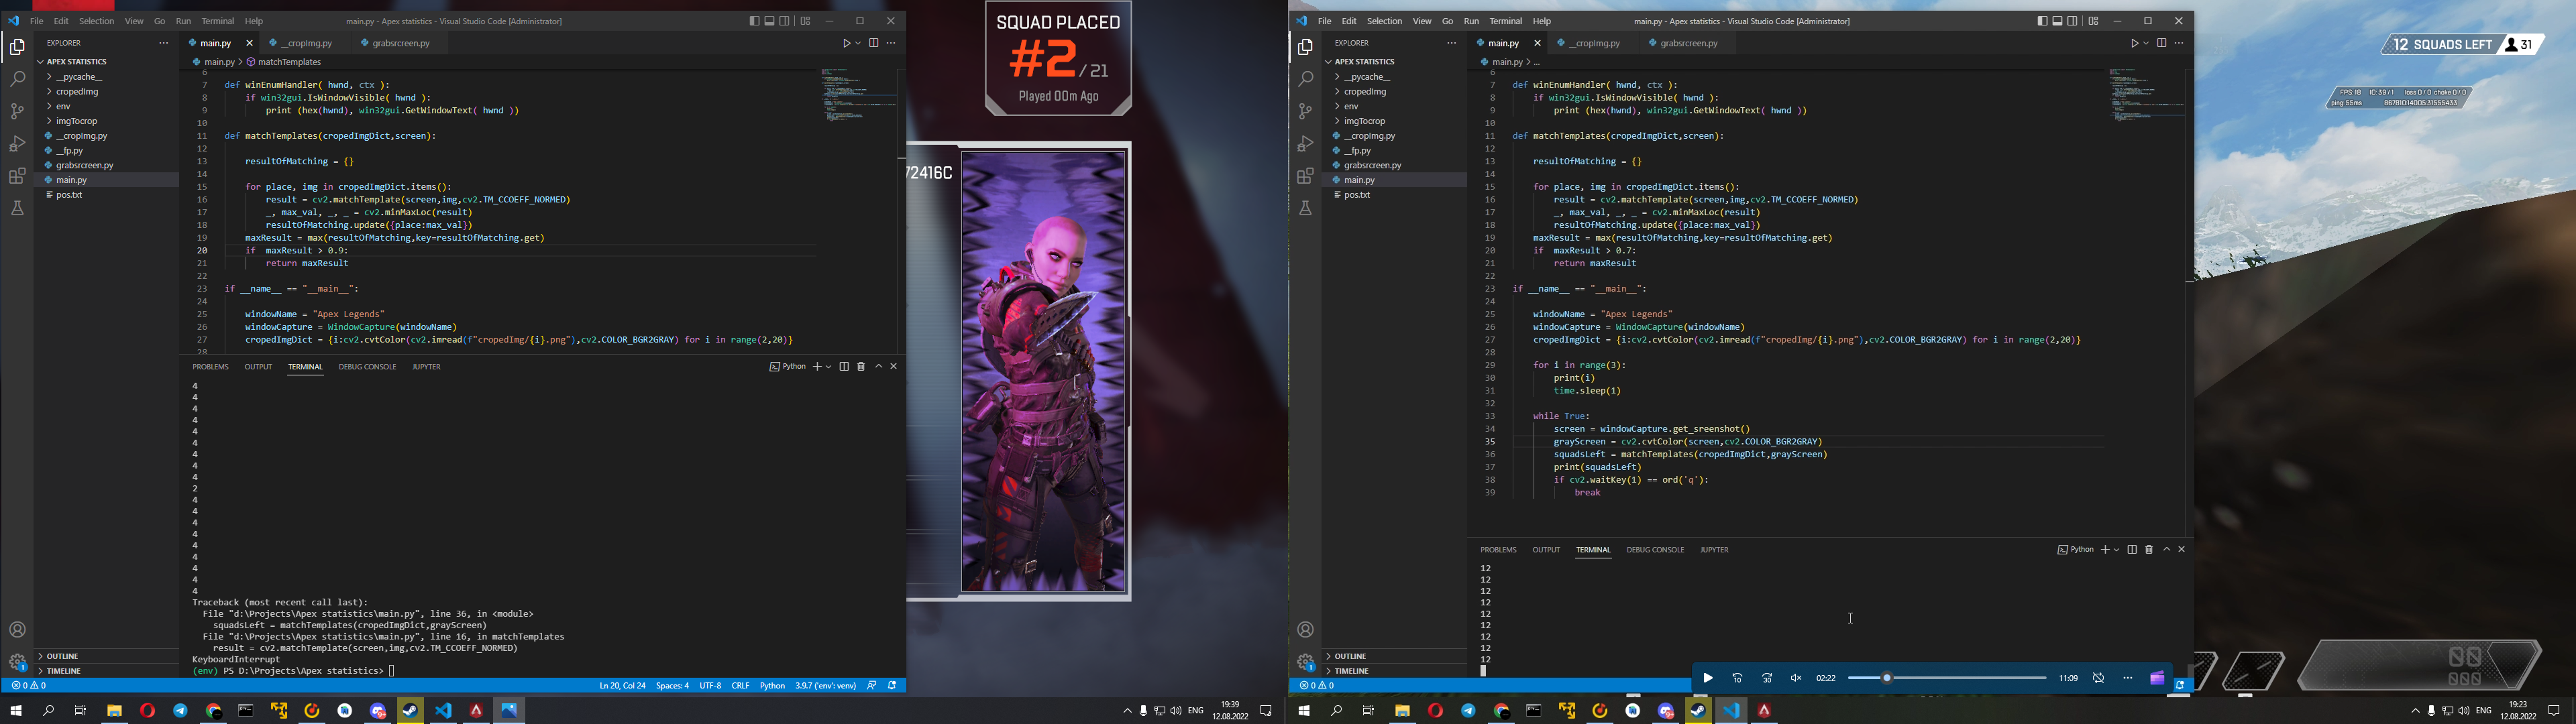 File Edit Selection View Go Run Terminal Help
main.py - Apex statistics - Visual Studio Code [Administrator]
EXPLORER
main.py
__cropImg.py
grabsrcreen.py
APEX STATISTICS
__pycache__
cropedImg
env
imgTocrop
__cropImg.py
__fp.py
grabsrcreen.py
main.py
pos.txt
OUTLINE
TIMELINE
main.py > matchTemplates
6
7 def winEnumHandler( hwnd, ctx ):
8 if win32gui.IsWindowVisible( hwnd ):
9 print (hex(hwnd), win32gui.GetWindowText( hwnd ))
10
11 def matchTemplates(cropedImgDict,screen):
12
13 resultOfMatching = {}
14
15 for place, img in cropedImgDict.items():
16 result = cv2.matchTemplate(screen,img,cv2.TM_CCOEFF_NORMED)
17 _, max_val, _, _ = cv2.minMaxLoc(result)
18 resultOfMatching.update({place:max_val})
19 maxResult = max(resultOfMatching,key=resultOfMatching.get)
20 if maxResult > 0.9:
21 return maxResult
22
23 if __name__ == "__main__":
24
25 windowName = "Apex Legends"
26 windowCapture = WindowCapture(windowName)
27 cropedImgDict = {i:cv2.cvtColor(cv2.imread(f"cropedImg/{i}.png"),cv2.COLOR_BGR2GRAY) for i in range(2,20)}
28
PROBLEMS OUTPUT TERMINAL DEBUG CONSOLE JUPYTER
Python
4
4
4
4
4
4
4
4
4
2
4
4
4
4
4
4
4
4
4
Traceback (most recent call last):
File "d:\Projects\Apex statistics\main.py", line 36, in <module>
squadsLeft = matchTemplates(cropedImgDict,grayScreen)
File "d:\Projects\Apex statistics\main.py", line 16, in matchTemplates
result = cv2.matchTemplate(screen,img,cv2.TM_CCOEFF_NORMED)
KeyboardInterrupt
(env) PS D:\Projects\Apex statistics>
0 0
Ln 20, Col 24 Spaces: 4 UTF-8 CRLF Python 3.9.7 ('env': venv)
SQUAD PLACED
#2 / 21
Played 00m Ago
72416C
ENG
19:39
12.08.2022
File Edit Selection View Go Run Terminal Help
main.py - Apex statistics - Visual Studio Code [Administrator]
EXPLORER
main.py
__cropImg.py
grabsrcreen.py
APEX STATISTICS
__pycache__
cropedImg
env
imgTocrop
__cropImg.py
__fp.py
grabsrcreen.py
main.py
pos.txt
OUTLINE
TIMELINE
main.py > ...
6
7 def winEnumHandler( hwnd, ctx ):
8 if win32gui.IsWindowVisible( hwnd ):
9 print (hex(hwnd), win32gui.GetWindowText( hwnd ))
10
11 def matchTemplates(cropedImgDict,screen):
12
13 resultOfMatching = {}
14
15 for place, img in cropedImgDict.items():
16 result = cv2.matchTemplate(screen,img,cv2.TM_CCOEFF_NORMED)
17 _, max_val, _, _ = cv2.minMaxLoc(result)
18 resultOfMatching.update({place:max_val})
19 maxResult = max(resultOfMatching,key=resultOfMatching.get)
20 if maxResult > 0.7:
21 return maxResult
22
23 if __name__ == "__main__":
24
25 windowName = "Apex Legends"
26 windowCapture = WindowCapture(windowName)
27 cropedImgDict = {i:cv2.cvtColor(cv2.imread(f"cropedImg/{i}.png"),cv2.COLOR_BGR2GRAY) for i in range(2,20)}
28
29 for i in range(3):
30 print(i)
31 time.sleep(1)
32
33 while True:
34 screen = windowCapture.get_sreenshot()
35 grayScreen = cv2.cvtColor(screen,cv2.COLOR_BGR2GRAY)
36 squadsLeft = matchTemplates(cropedImgDict,grayScreen)
37 print(squadsLeft)
38 if cv2.waitKey(1) == ord('q'):
39 break
PROBLEMS OUTPUT TERMINAL DEBUG CONSOLE JUPYTER
Python
12
12
12
12
12
12
12
12
12
0 0
10 30 02:22 11:09
12 SQUADS LEFT 31
FPS 18 ID: 39 / 1 loss 0 / 0: choke 0 / 0
ping 55ms 867810.14005.31555433
00
000
ENG
19:23
12.08.2022